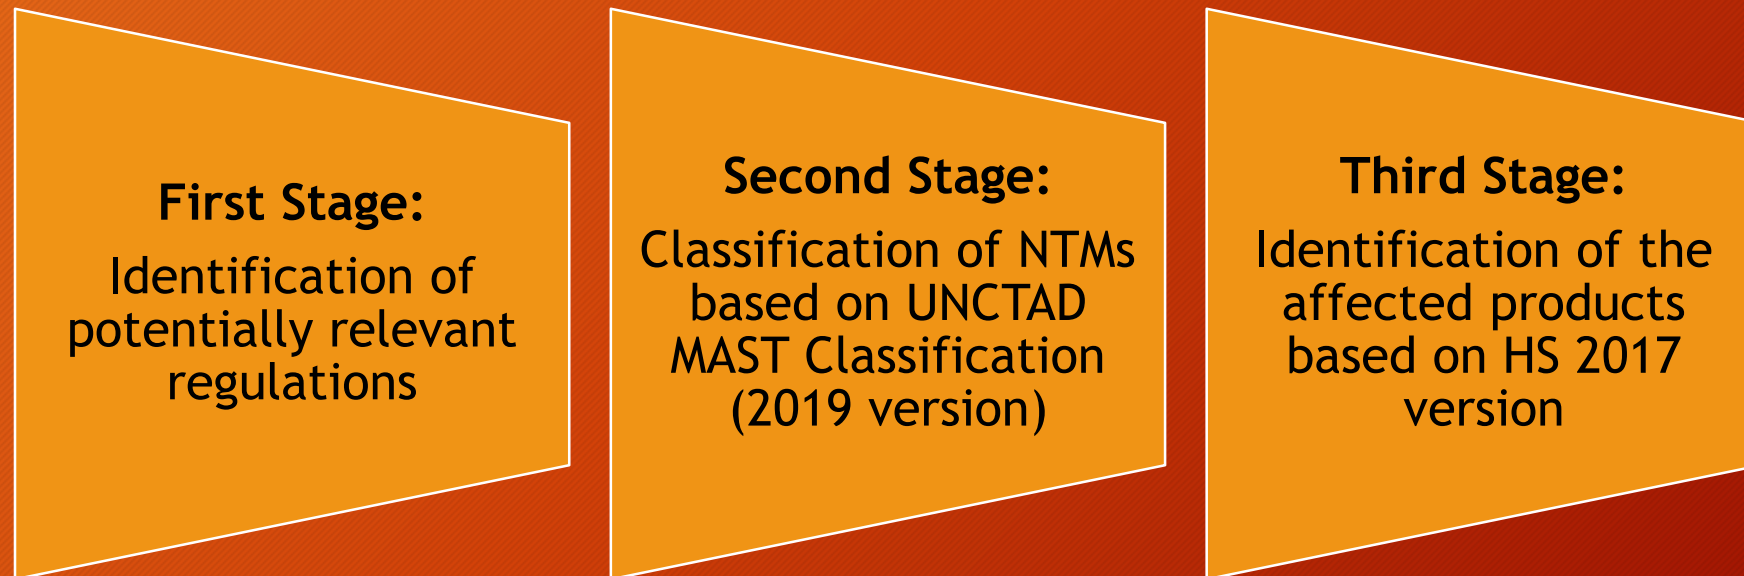 First Stage:
Identification of
potentially relevant
regulations
Second Stage:
Classification of NTMs
based on UNCTAD
MAST Classification
(2019 version)
Third Stage:
Identification of the
affected products
based on HS 2017
version